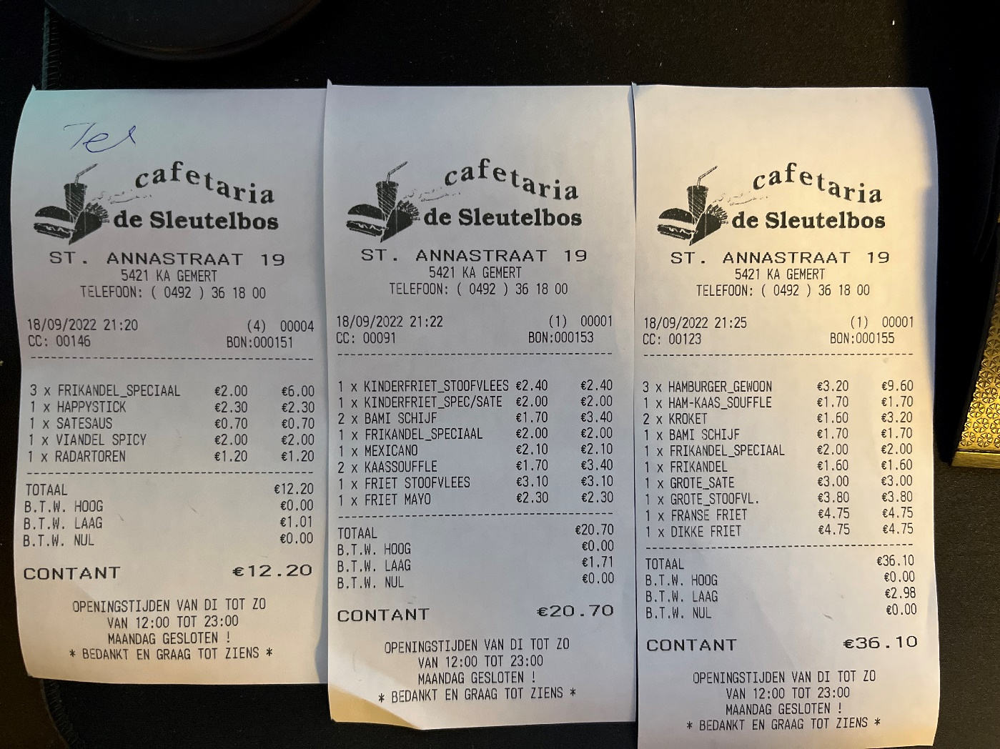 Tel
cafetaria
de Sleutelbos
ST. ANNASTRAAT 19
5421 KA GEMERT
TELEFOON: ( 0492 ) 36 18 00
18/09/2022 21:20 (4) 00004
CC: 00146 BON:000151
3 x FRIKANDEL_SPECIAAL €2.00 €6.00
1 x HAPPYSTICK €2.30 €2.30
1 x SATESAUS €0.70 €0.70
1 x VIANDEL SPICY €2.00 €2.00
1 x RADARTOREN €1.20 €1.20
TOTAAL €12.20
B.T.W. HOOG €0.00
B.T.W. LAAG €1.01
B.T.W. NUL €0.00
CONTANT €12.20
OPENINGSTIJDEN VAN DI TOT ZO
VAN 12:00 TOT 23:00
MAANDAG GESLOTEN !
* BEDANKT EN GRAAG TOT ZIENS *
cafetaria
de Sleutelbos
ST. ANNASTRAAT 19
5421 KA GEMERT
TELEFOON: ( 0492 ) 36 18 00
18/09/2022 21:22 (1) 00001
CC: 00091 BON:000153
1 x KINDERFRIET_STOOFVLEES €2.40 €2.40
1 x KINDERFRIET_SPEC/SATE €2.00 €2.00
2 x BAMI SCHIJF €1.70 €3.40
1 x FRIKANDEL_SPECIAAL €2.00 €2.00
1 x MEXICANO €2.10 €2.10
2 x KAASSOUFFLE €1.70 €3.40
1 x FRIET STOOFVLEES €3.10 €3.10
1 x FRIET MAYO €2.30 €2.30
TOTAAL €20.70
B.T.W. HOOG €0.00
B.T.W. LAAG €1.71
B.T.W. NUL €0.00
CONTANT €20.70
OPENINGSTIJDEN VAN DI TOT ZO
VAN 12:00 TOT 23:00
MAANDAG GESLOTEN !
* BEDANKT EN GRAAG TOT ZIENS *
cafetaria
de Sleutelbos
ST. ANNASTRAAT 19
5421 KA GEMERT
TELEFOON: ( 0492 ) 36 18 00
18/09/2022 21:25 (1) 00001
CC: 00123 BON:000155
3 x HAMBURGER_GEWOON €3.20 €9.60
1 x HAM-KAAS_SOUFFLE €1.70 €1.70
2 x KROKET €1.60 €3.20
1 x BAMI SCHIJF €1.70 €1.70
1 x FRIKANDEL_SPECIAAL €2.00 €2.00
1 x FRIKANDEL €1.60 €1.60
1 x GROTE_SATE €3.00 €3.00
1 x GROTE_STOOFVL. €3.80 €3.80
1 x FRANSE FRIET €4.75 €4.75
1 x DIKKE FRIET €4.75 €4.75
TOTAAL €36.10
B.T.W. HOOG €0.00
B.T.W. LAAG €2.98
B.T.W. NUL €0.00
CONTANT €36.10
OPENINGSTIJDEN VAN DI TOT ZO
VAN 12:00 TOT 23:00
MAANDAG GESLOTEN !
* BEDANKT EN GRAAG TOT ZIENS *